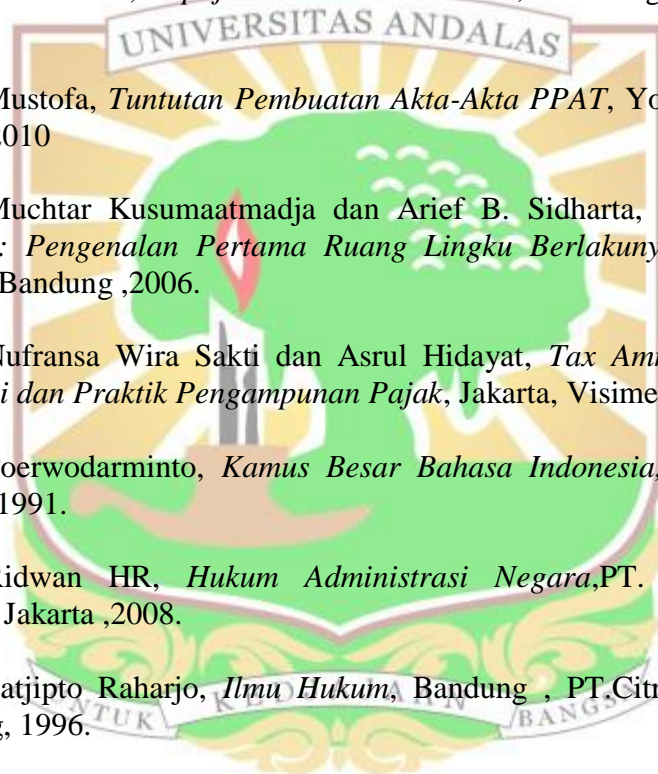 UNIVERSITAS ANDALAS
Mustofa, Tuntutan Pembuatan Akta-Akta PPAT, Yo
2010
Muchtar Kusumaatmadja dan Arief B. Sidharta,
: Pengenalan Pertama Ruang Lingku Berlakuny
Bandung ,2006.
Nufransa Wira Sakti dan Asrul Hidayat, Tax Am
i dan Praktik Pengampunan Pajak, Jakarta, Visime
oerwodarminto, Kamus Besar Bahasa Indonesia,
1991.
Ridwan HR, Hukum Administrasi Negara,PT.
Jakarta ,2008.
atjipto Raharjo, Ilmu Hukum, Bandung , PT.Citr
g, 1996.
UNTUK KEDJAJAAN BANGSA